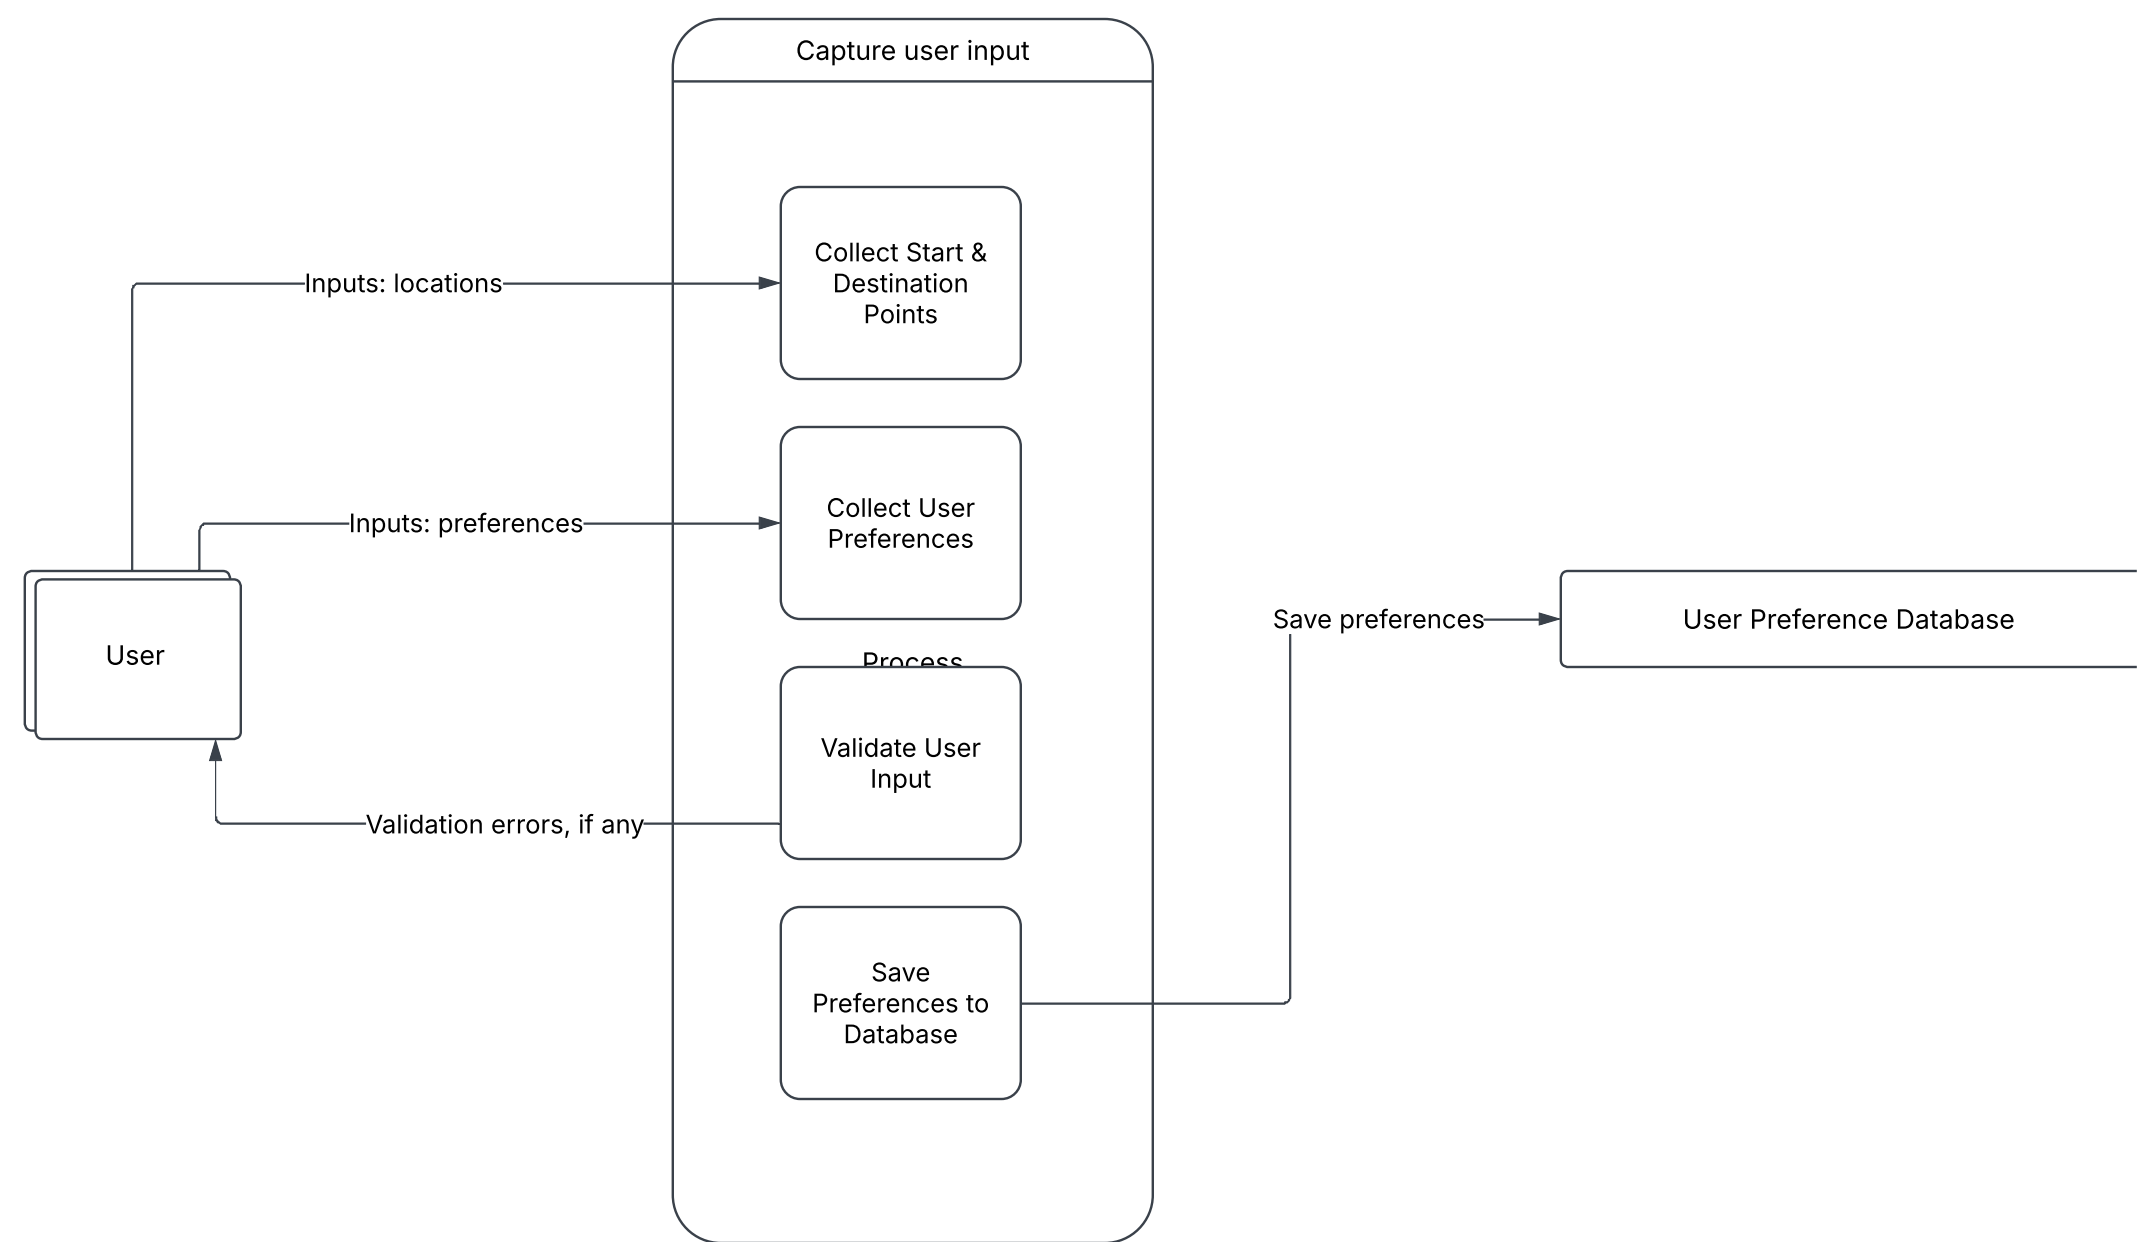 Capture user input
Collect Start &
Destination
Points
Inputs: locations
Collect User
Preferences
Inputs: preferences
User
Process
Validate User
Input
Validation errors, if any
Save
Preferences to
Database
Save preferences
User Preference Database